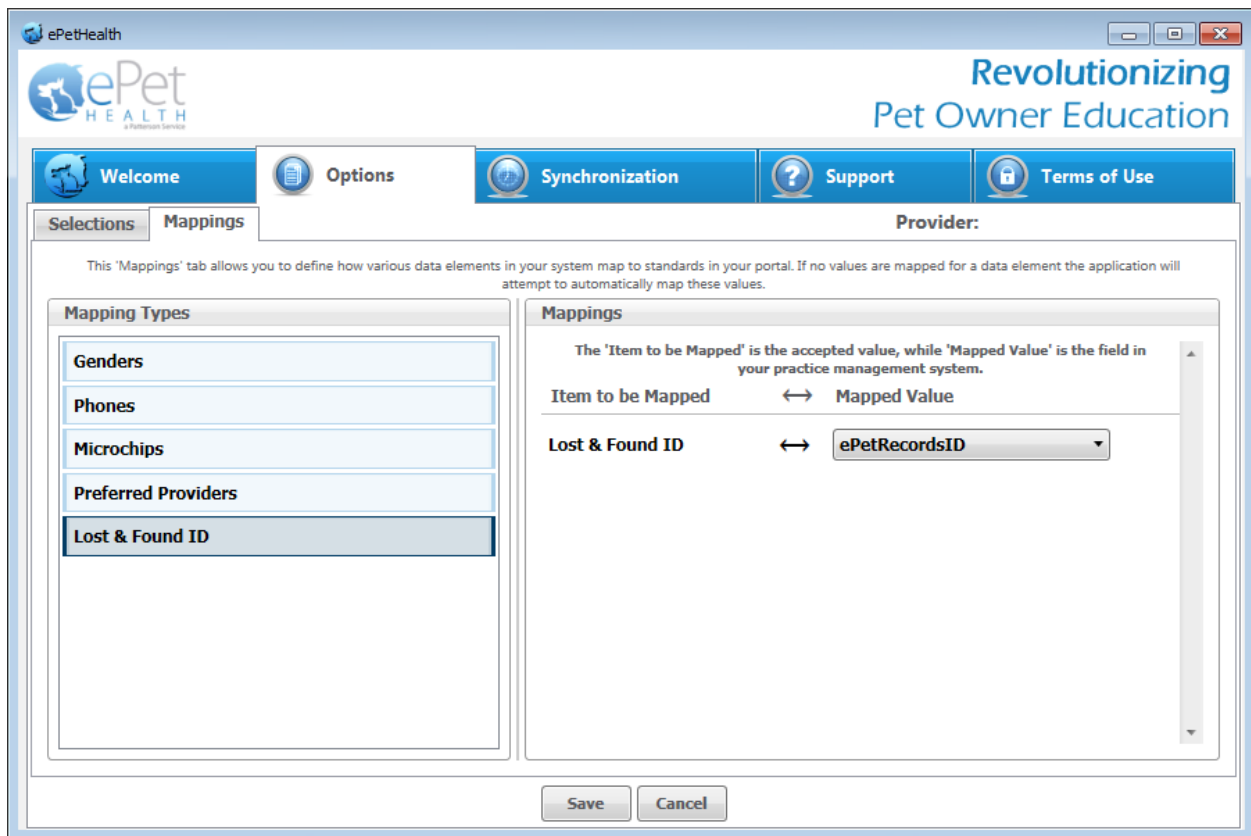 ePetHealth
ePet
HEALTH
a Patterson Service
Revolutionizing
Pet Owner Education
Welcome
Options
Synchronization
Support
Terms of Use
Selections
Mappings
Provider:
This 'Mappings' tab allows you to define how various data elements in your system map to standards in your portal. If no values are mapped for a data element the application will
attempt to automatically map these values.
Mapping Types
Genders
Phones
Microchips
Preferred Providers
Lost & Found ID
Mappings
The 'Item to be Mapped' is the accepted value, while 'Mapped Value' is the field in
your practice management system.
Item to be Mapped ↔ Mapped Value
Lost & Found ID ↔ ePetRecordsID
Save
Cancel